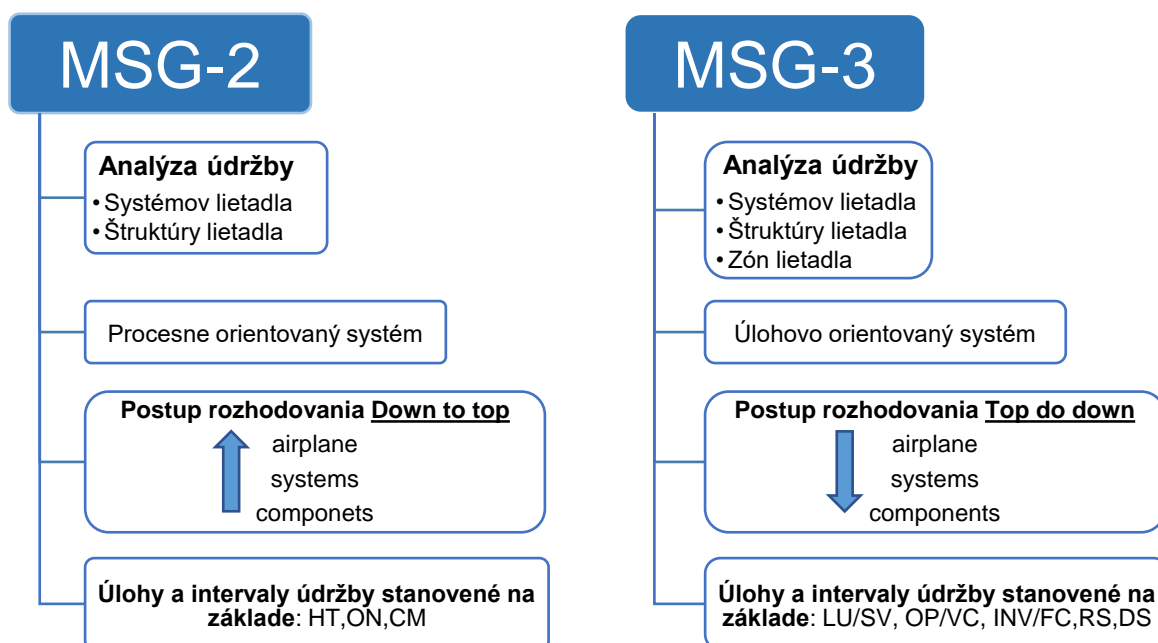 MSG-2
Analýza údržby
•Systémov lietadla
•Štruktúry lietadla
Procesne orientovaný systém
Postup rozhodovania Down to top
airplane
systems
componets
Úlohy a intervaly údržby stanovené na
základe: HT,ON,CM
MSG-3
Analýza údržby
•Systémov lietadla
•Štruktúry lietadla
•Zón lietadla
Úlohovo orientovaný systém
Postup rozhodovania Top do down
airplane
systems
components
Úlohy a intervaly údržby stanovené na
základe: LU/SV, OP/VC, INV/FC,RS,DS